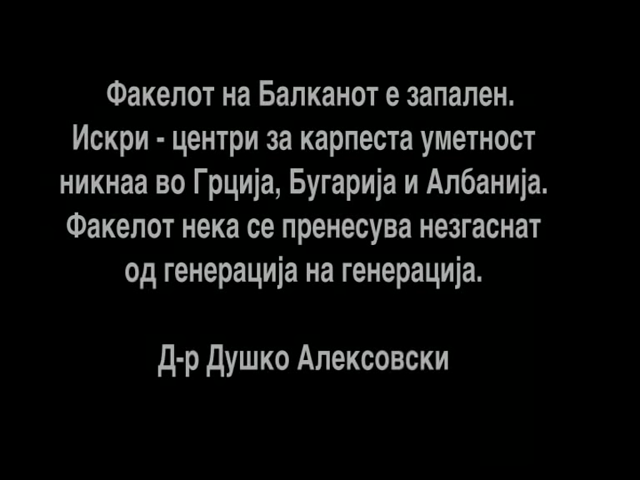 Факелот на Балканот е запален.
Искри - центри за карпеста уметност
никнаа во Грција, Бугарија и Албанија.
Факелот нека се пренесува незгаснат
од генерација на генерација.
Д-р Душко Алексовски